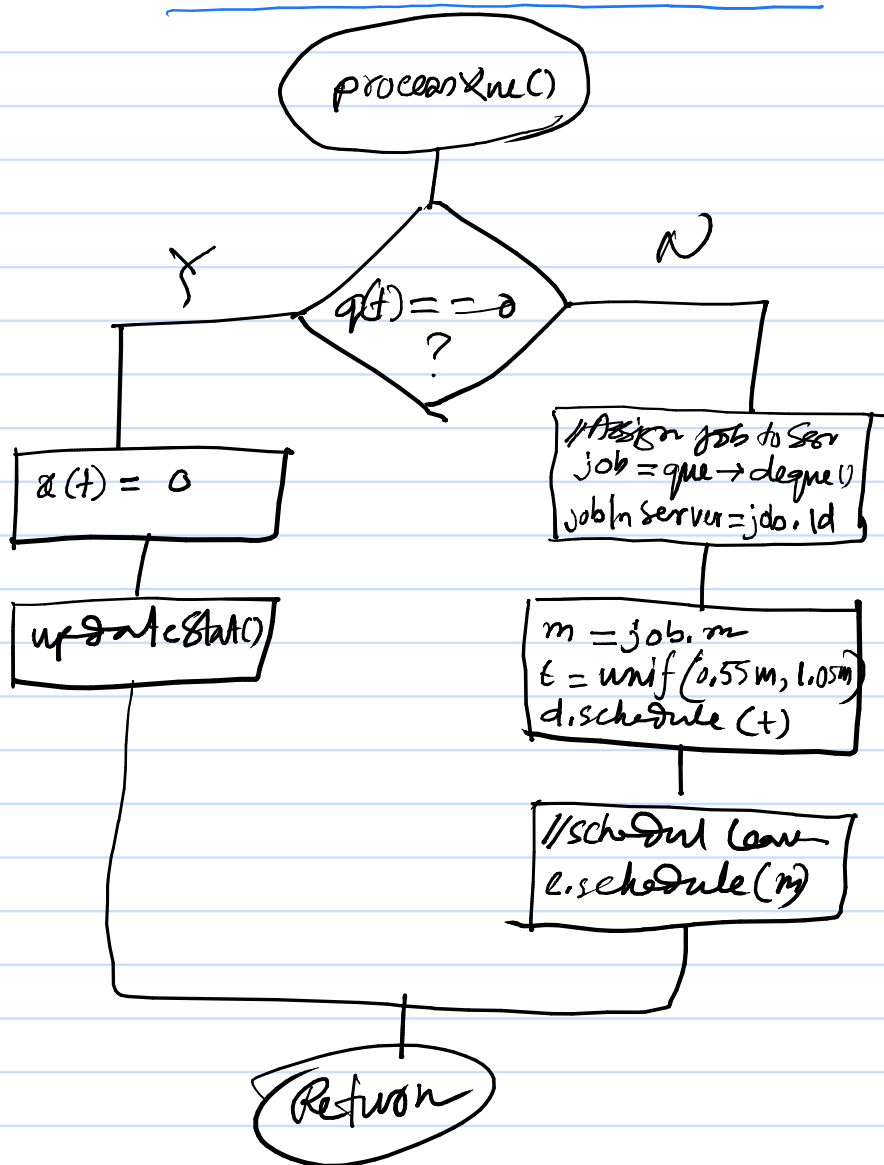 processQue()
Y
N
q(t) == 0
?
x(t) = 0
updateStat()
//Assign job to Ser
job = que → deque()
jobInServer = job.Id
m = job.m
t = unif(0.55m, 1.05m)
d.schedule(t)
//schedul leave
l.schedule(m)
Return